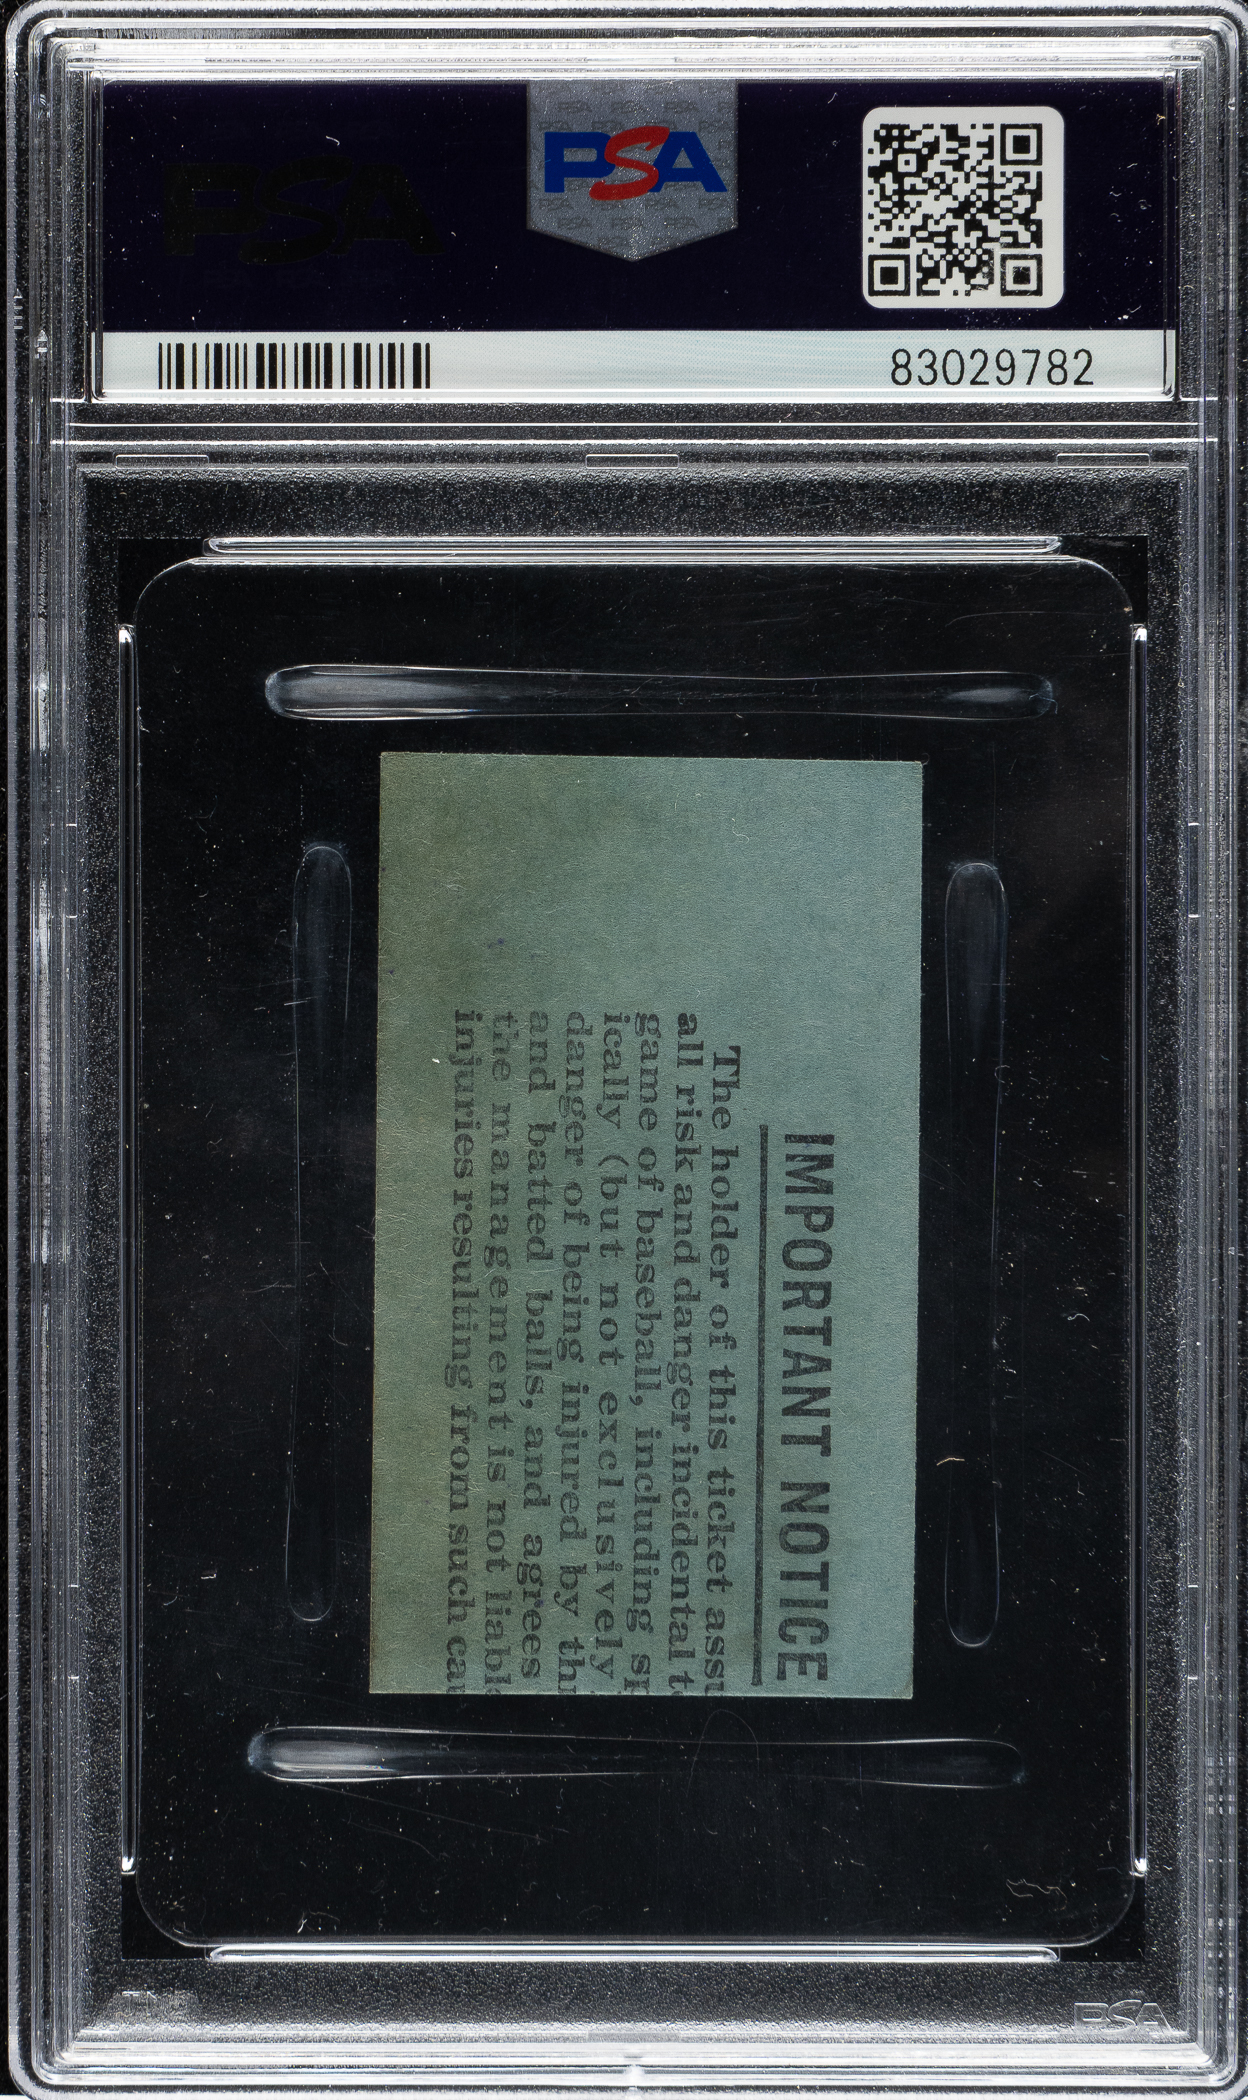 PSA
83029782
IMPORTANT NOTICE
The holder of this ticket assu
all risk and danger incidental t
game of baseball, including sp
ically (but not exclusively
danger of being injured by th
and batted balls, and agrees
the management is not liabl
injuries resulting from such cau
PSA